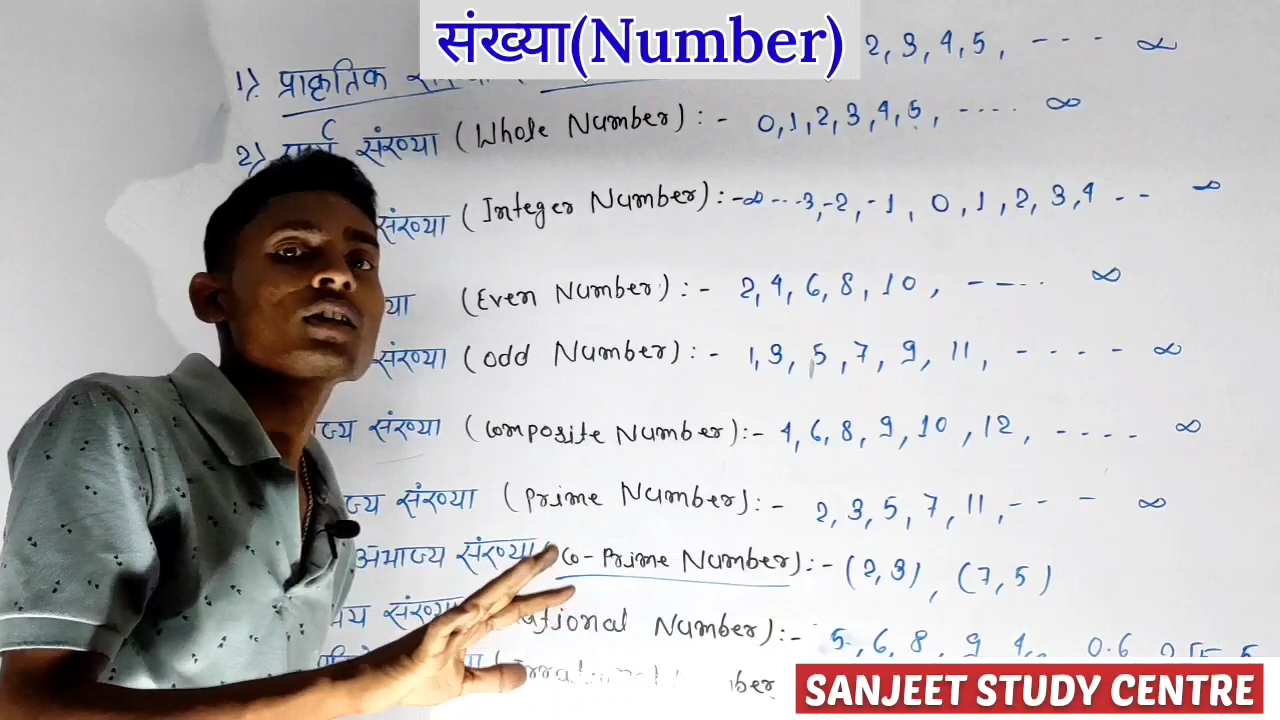 संख्या(Number)
1). प्राकृतिक 2, 3, 4, 5, - - - ∞
2) संख्या (Whole Number) : - 0, 1, 2, 3, 4, 5, ---- ∞
संख्या (Integer Number) : -∞ -- -3, -2, -1, 0, 1, 2, 3, 4 -- ∞
(Even Number) : - 2, 4, 6, 8, 10, ---- ∞
संख्या (odd Number) : - 1, 3, 5, 7, 9, 11, - - - - ∞
संख्या (Composite Number) :- 4, 6, 8, 9, 10, 12, ---- ∞
संख्या (Prime Number) : - 2, 3, 5, 7, 11, - - - ∞
अभाज्य संख्या (Co-Prime Number) : - (2, 3), (7, 5)
संख्या Number) : - 5, 6, 8, 9 0.6
SANJEET STUDY CENTRE